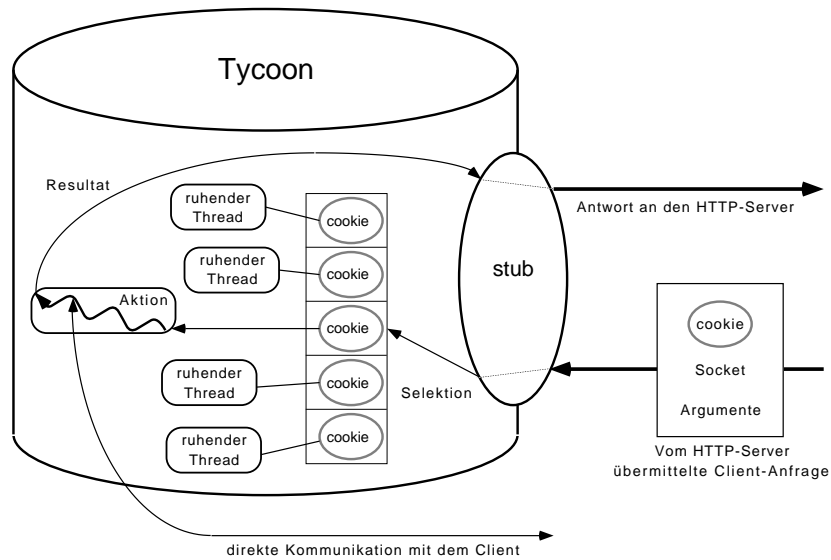 Tycoon
Resultat
ruhender
Thread
cookie
Antwort an den HTTP-Server
ruhender
Thread
cookie
stub
Aktion
cookie
cookie
Socket
Argumente
ruhender
Thread
cookie
Selektion
ruhender
Thread
cookie
Vom HTTP-Server
übermittelte Client-Anfrage
direkte Kommunikation mit dem Client